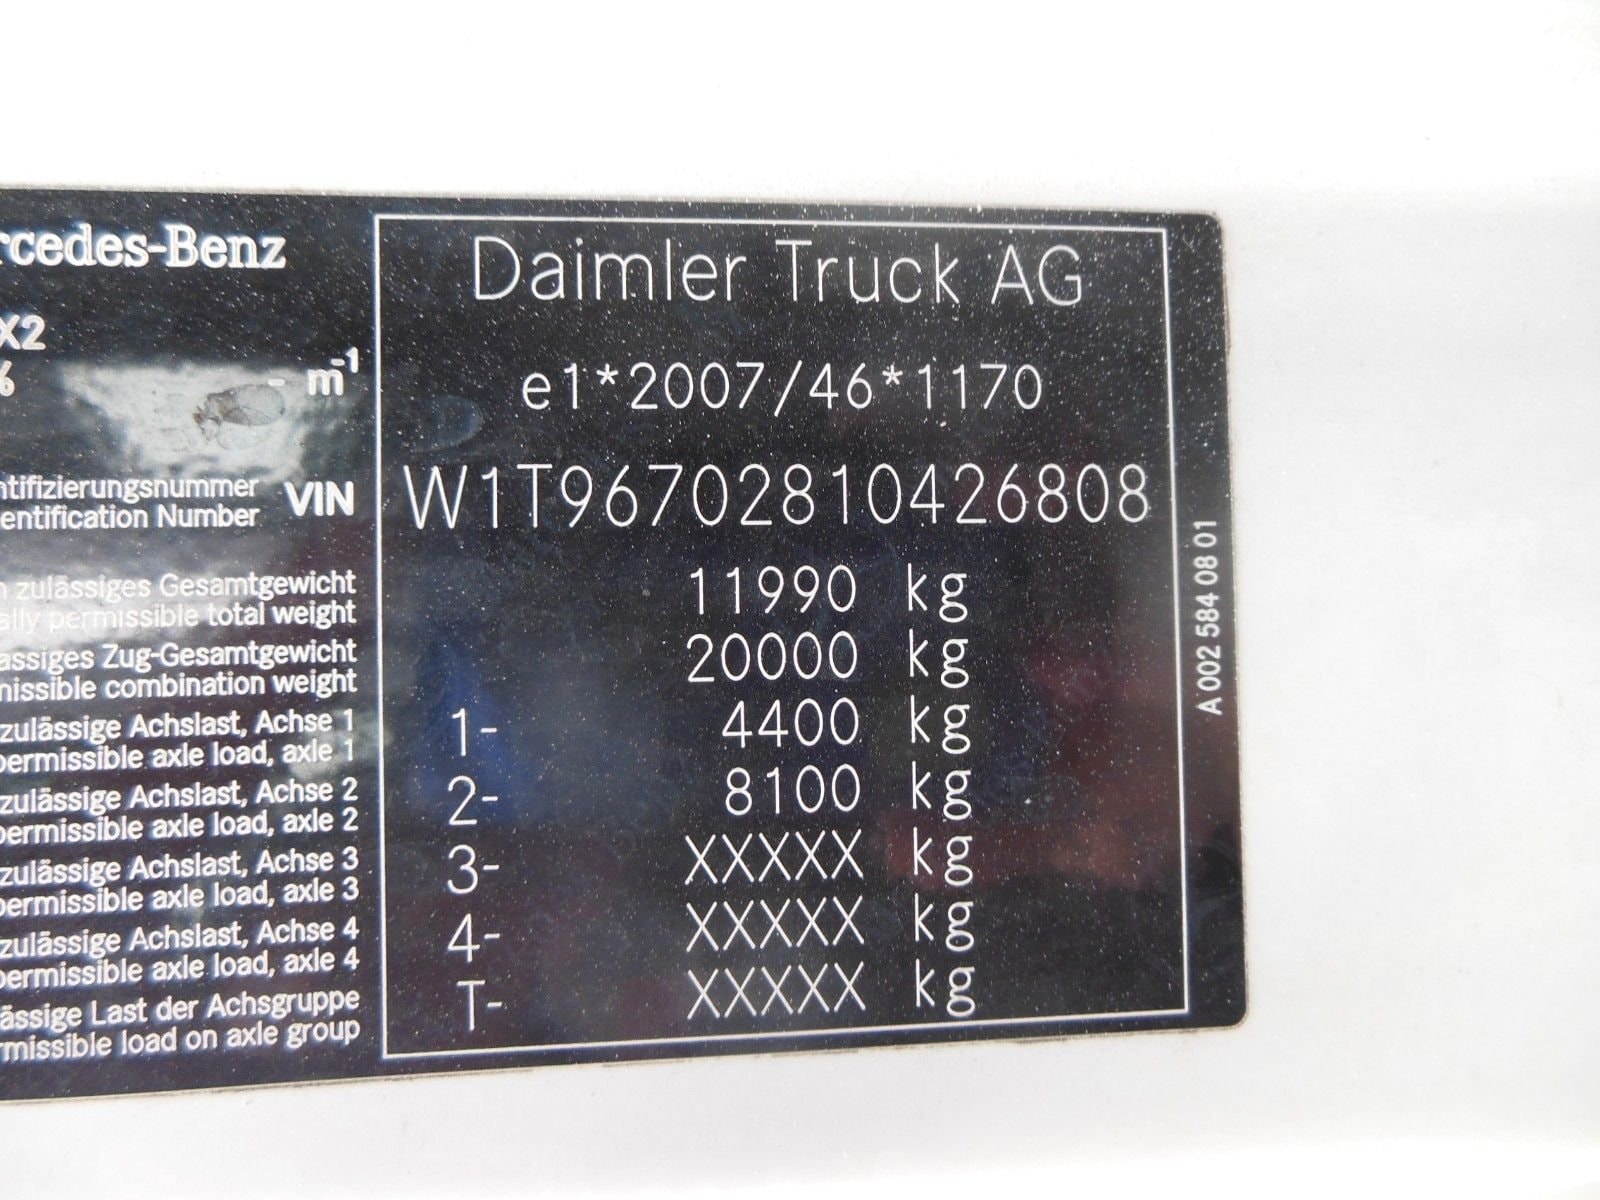 rcedes-Benz
X2
%
- m-1
ntifizierungsnummer
entification Number
VIN
n zulässiges Gesamtgewicht
ally permissible total weight
ässiges Zug-Gesamtgewicht
missible combination weight
zulässige Achslast, Achse 1
permissible axle load, axle 1
zulässige Achslast, Achse 2
permissible axle load, axle 2
zulässige Achslast, Achse 3
permissible axle load, axle 3
zulässige Achslast, Achse 4
permissible axle load, axle 4
ässige Last der Achsgruppe
rmissible load on axle group
Daimler Truck AG
e1*2007/46*1170
W1T96702810426808
11990 kg
20000 kg
1- 4400 kg
2- 8100 kg
3- XXXXX kg
4- XXXXX kg
T- XXXXX kg
A 002 584 08 01